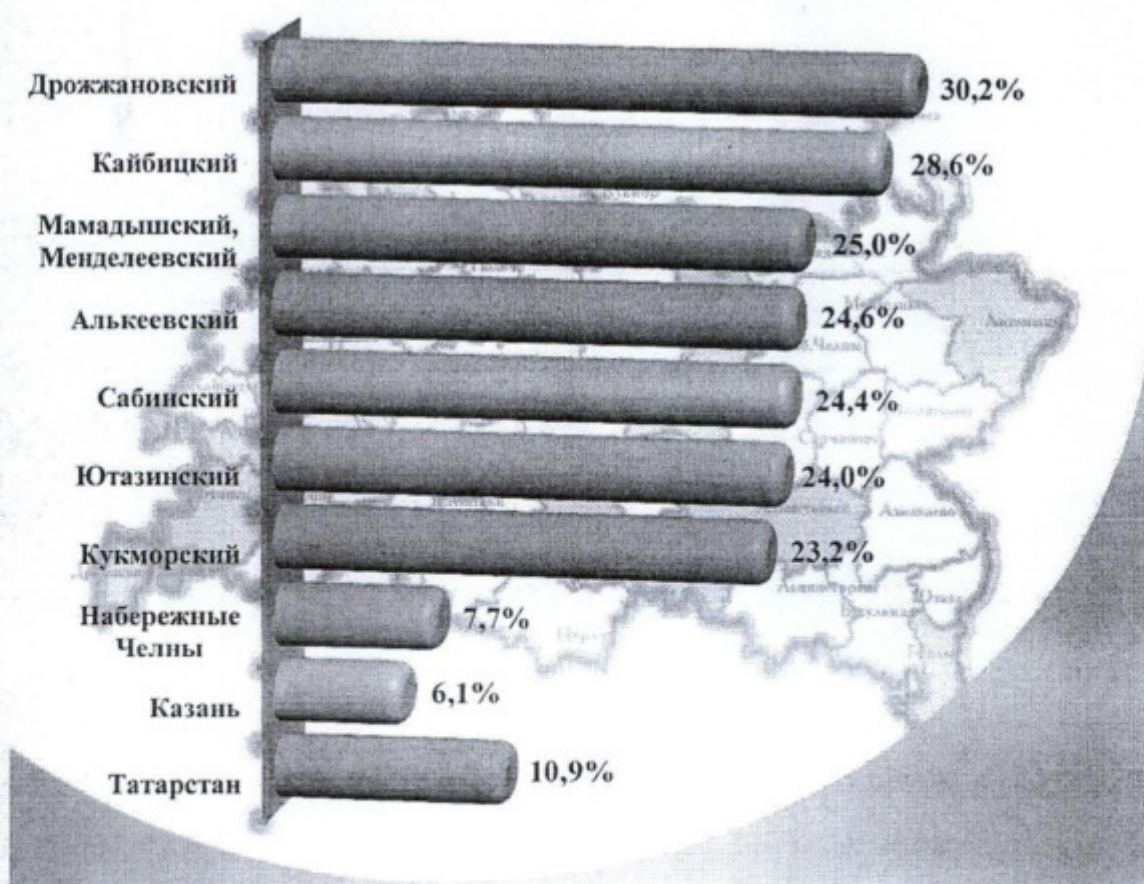 Дрожжановский
30,2%
Кайбицкий
28,6%
Мамадышский,
Менделеевский
25,0%
Алькеевский
24,6%
Сабинский
24,4%
Ютазинский
24,0%
Кукморский
23,2%
Набережные
Челны
7,7%
Казань
6,1%
Татарстан
10,9%